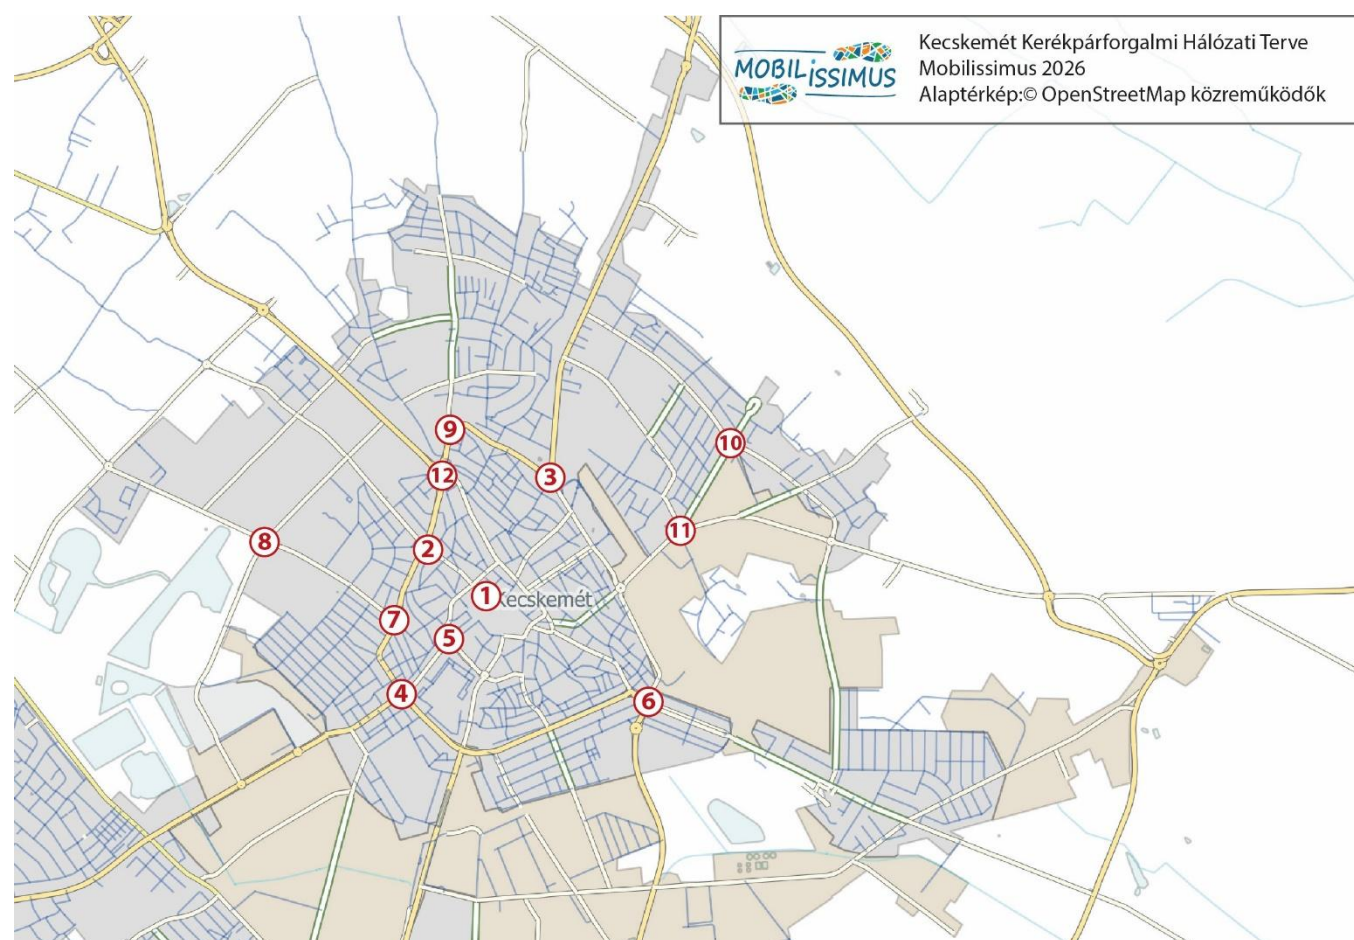 MOBILISSIMUS
Kecskemét Kerékpárforgalmi Hálózati Terve
Mobilissimus 2026
Alaptérkép:© OpenStreetMap közreműködők
9
10
12
3
11
8
2
1
Kecskemét
7
5
4
6